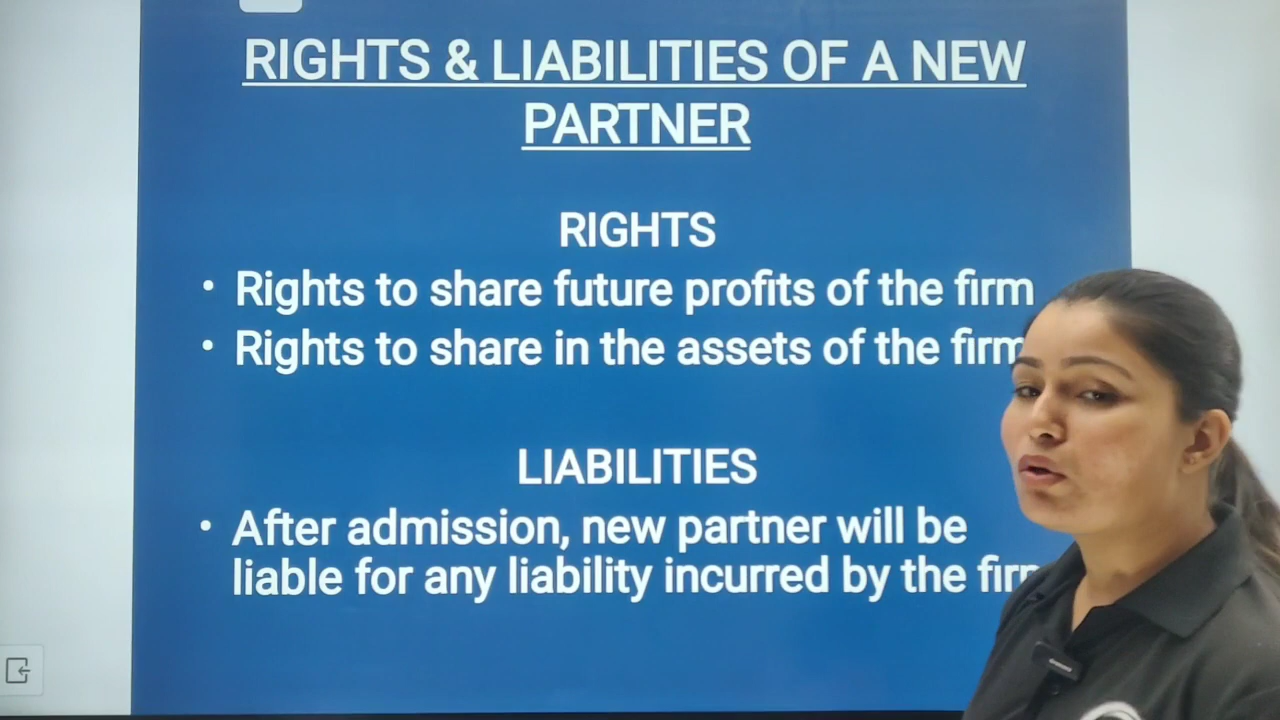 RIGHTS & LIABILITIES OF A NEW
PARTNER
RIGHTS
• Rights to share future profits of the firm
• Rights to share in the assets of the firm
LIABILITIES
• After admission, new partner will be
liable for any liability incurred by the firm